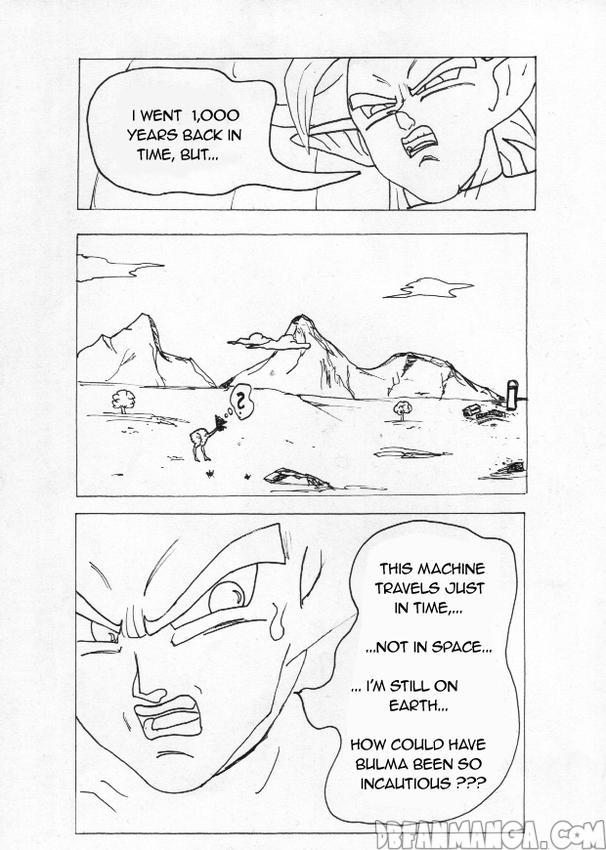 I WENT 1,000
YEARS BACK IN
TIME, BUT...
?
THIS MACHINE
TRAVELS JUST
IN TIME,...
...NOT IN SPACE...
... I'M STILL ON
EARTH...
HOW COULD HAVE
BULMA BEEN SO
INCAUTIOUS ???
DBFANMANGA.COM